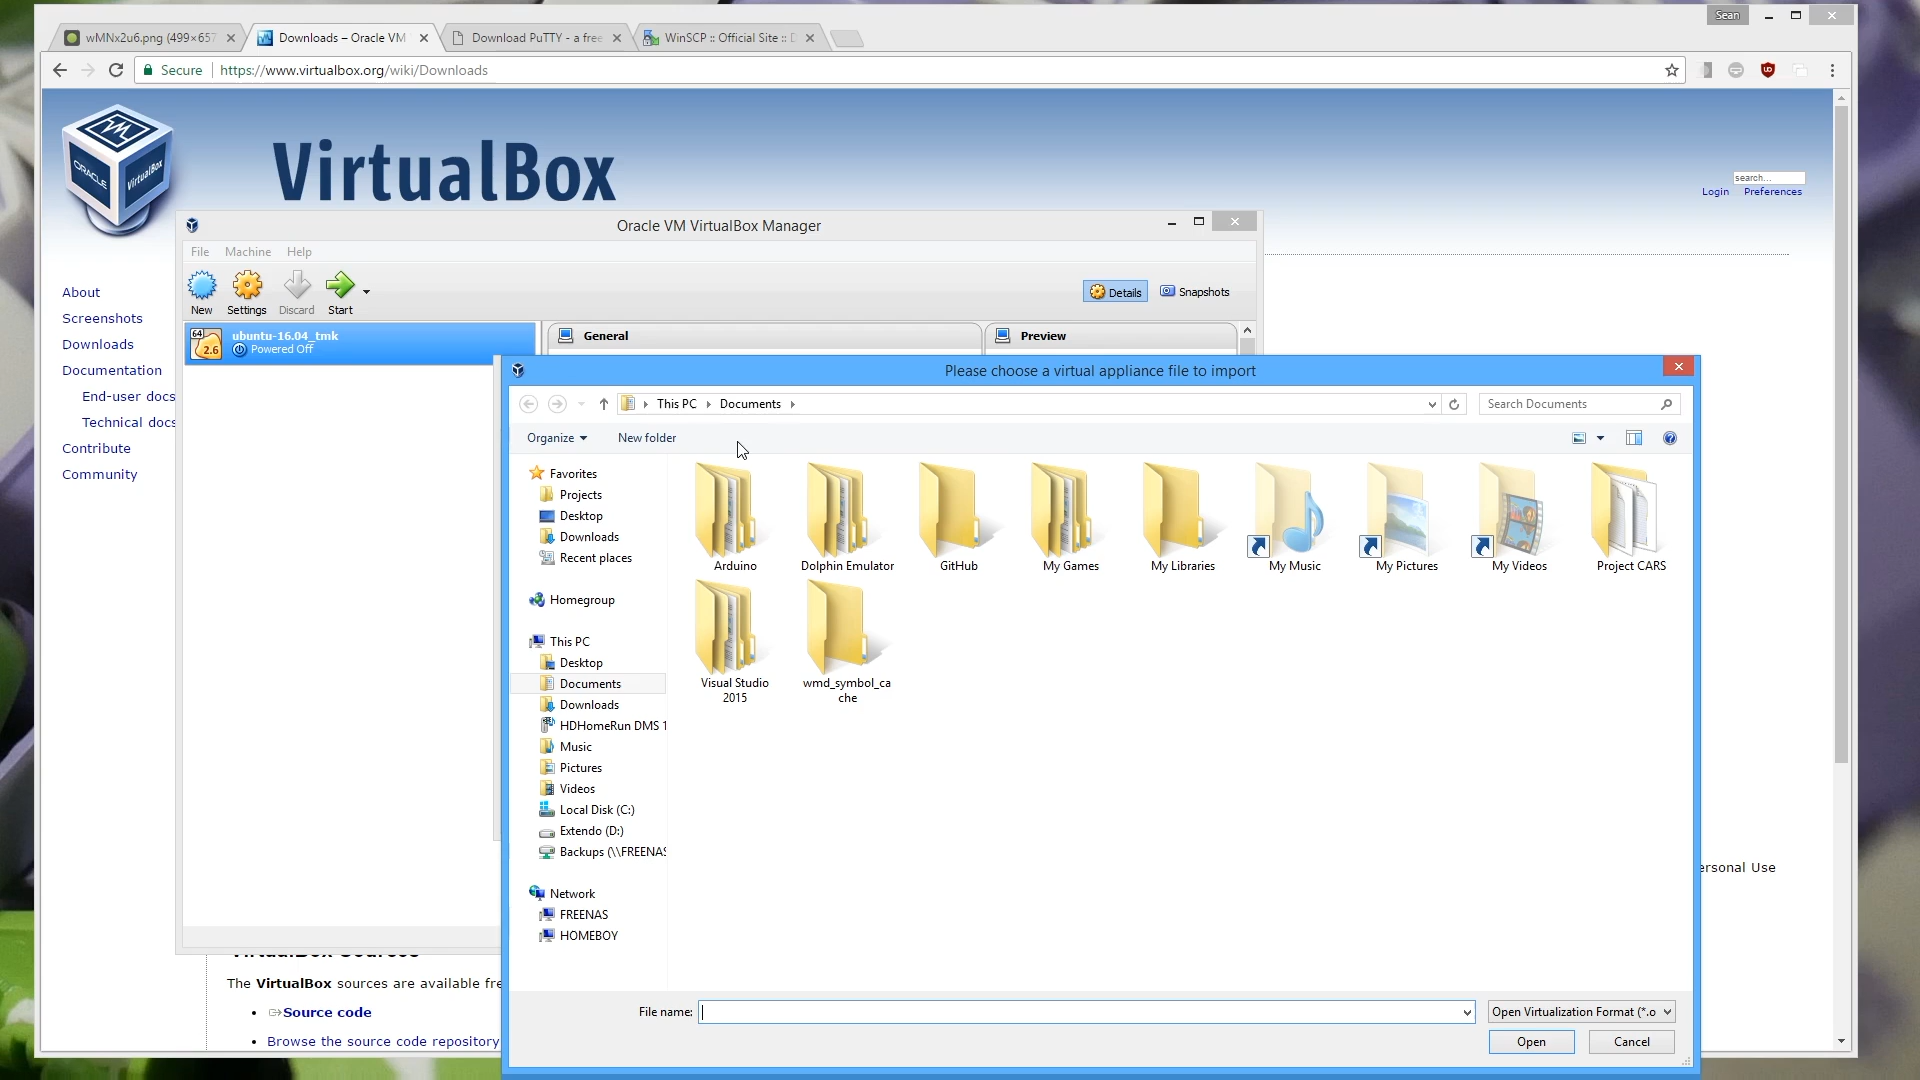 Sean
wMNx2u6.png (499×657
Downloads – Oracle VM
Download PuTTY - a free
WinSCP :: Official Site :: D
Secure
https://www.virtualbox.org/wiki/Downloads
ORACLE
VirtualBox
VirtualBox
search...
Login
Preferences
About
Screenshots
Downloads
Documentation
End-user docs
Technical docs
Contribute
Community
Oracle VM VirtualBox Manager
File
Machine
Help
New
Settings
Discard
Start
Details
Snapshots
64
2.6
ubuntu-16.04_tmk
Powered Off
General
Preview
Please choose a virtual appliance file to import
This PC
Documents
Search Documents
Organize
New folder
Favorites
Projects
Desktop
Downloads
Recent places
Homegroup
This PC
Desktop
Documents
Downloads
HDHomeRun DMS 1
Music
Pictures
Videos
Local Disk (C:)
Extendo (D:)
Backups (\\FREENAS
Network
FREENAS
HOMEBOY
Arduino
Dolphin Emulator
GitHub
My Games
My Libraries
My Music
My Pictures
My Videos
Project CARS
Visual Studio
2015
wmd_symbol_ca
che
File name:
Open Virtualization Format (*.o
Open
Cancel
ersonal Use
VirtualBox Sources
The VirtualBox sources are available fre
Source code
Browse the source code repository